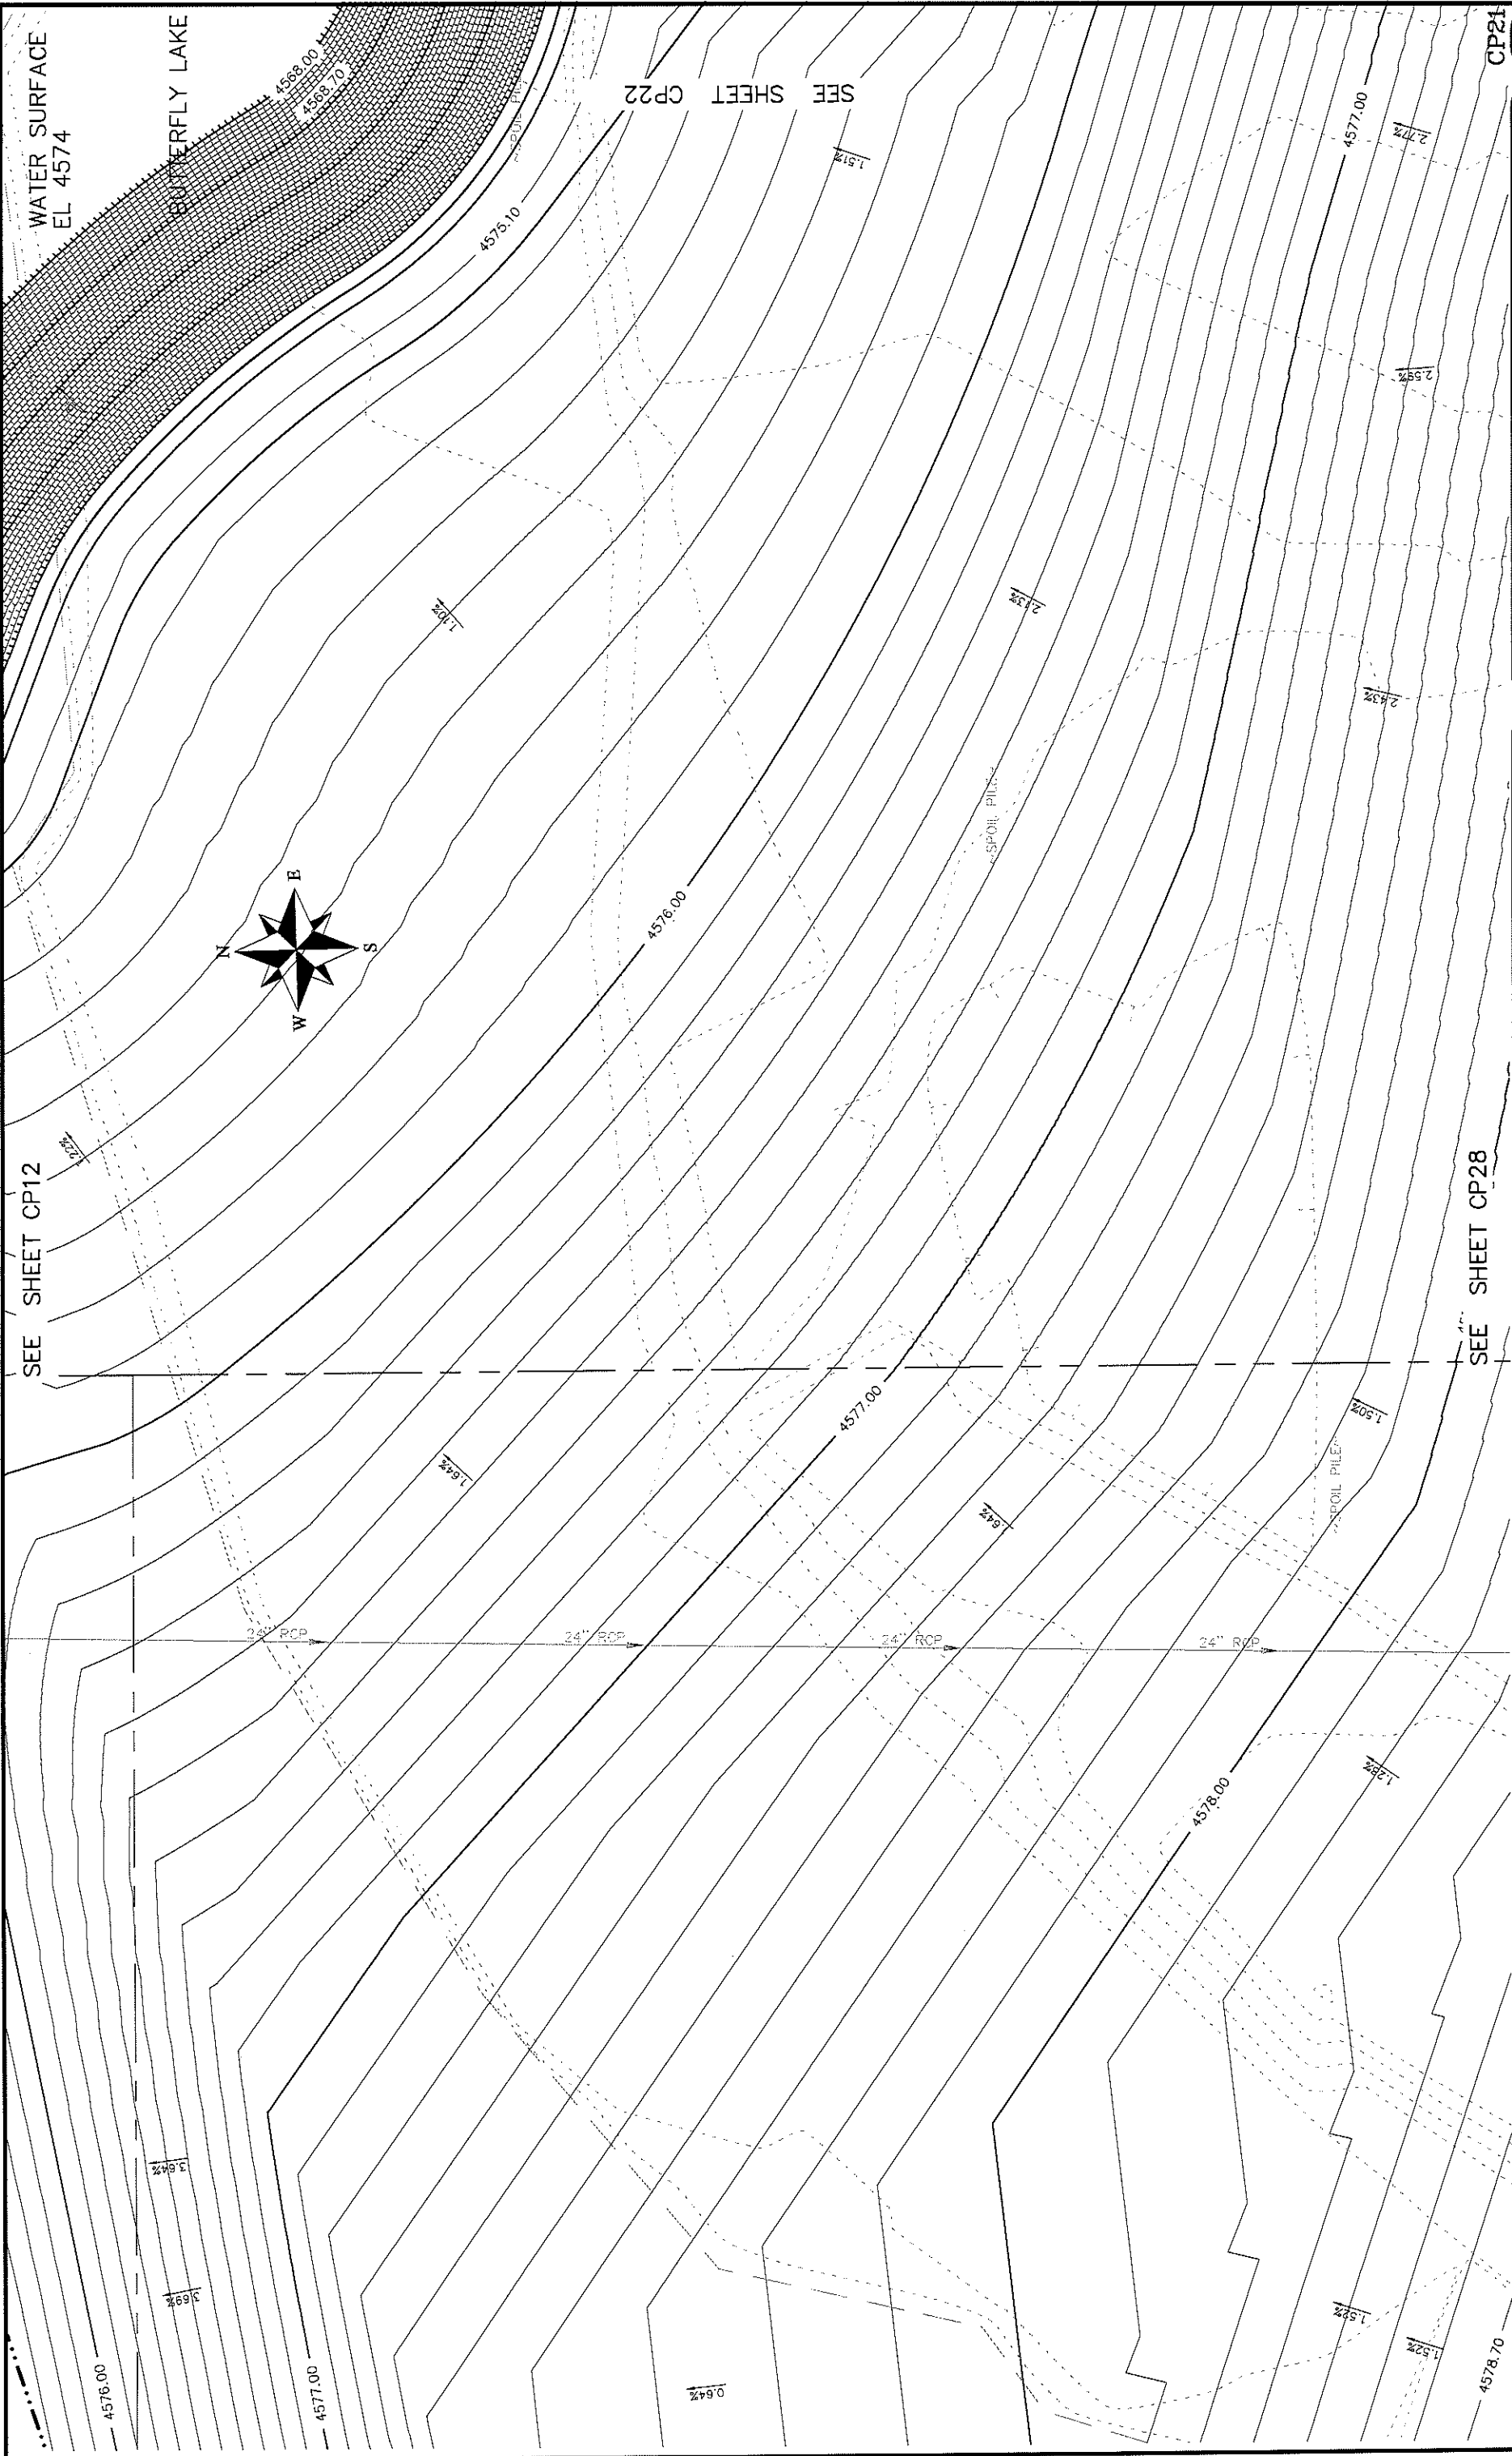 WATER SURFACE
EL 4574
BUTTERFLY LAKE
4568.00
4568.70
4575.10
SEE SHEET CP22
CP21
4577.00
1.51%
2.77%
2.59%
1.10%
2.13%
2.43%
SPOIL PILE
4576.00
N
E
S
W
1.22%
SEE SHEET CP12
SEE SHEET CP28
4577.00
1.50%
1.64%
.64%
SPOIL PILE
24" RCP
24" RCP
24" RCP
24" RCP
4578.00
1.28%
3.64%
3.69%
4576.00
4577.00
0.64%
1.52%
1.52%
4578.70